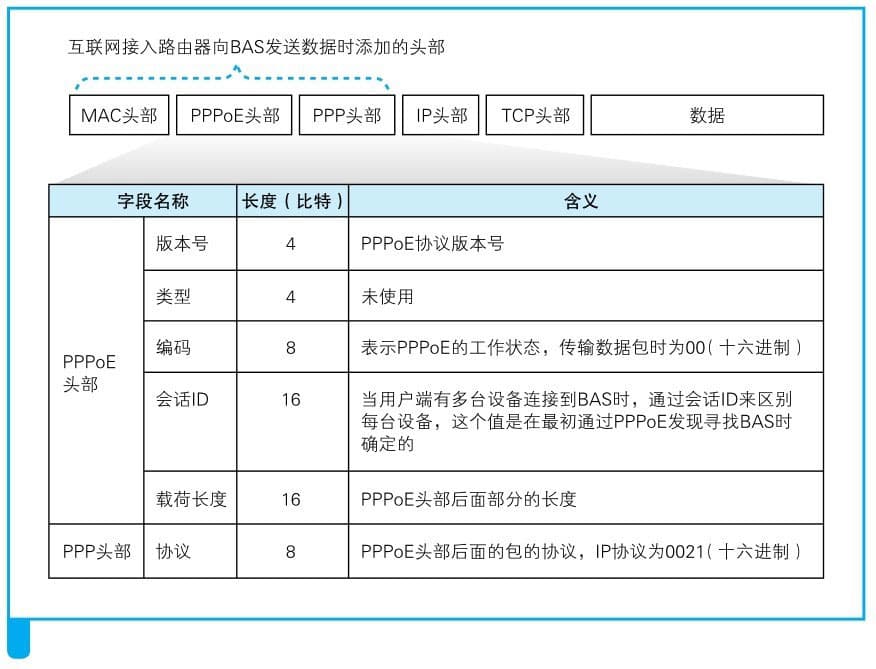 互联网接入路由器向BAS发送数据时添加的头部
MAC头部 PPPoE头部 PPP头部 IP头部 TCP头部 数据
字段名称 长度（比特） 含义
PPPoE
头部
版本号 4 PPPoE协议版本号
类型 4 未使用
编码 8 表示PPPoE的工作状态，传输数据包时为00（十六进制）
会话ID 16 当用户端有多台设备连接到BAS时，通过会话ID来区别
每台设备，这个值是在最初通过PPPoE发现寻找BAS时
确定的
载荷长度 16 PPPoE头部后面部分的长度
PPP头部 协议 8 PPPoE头部后面的包的协议，IP协议为0021（十六进制）